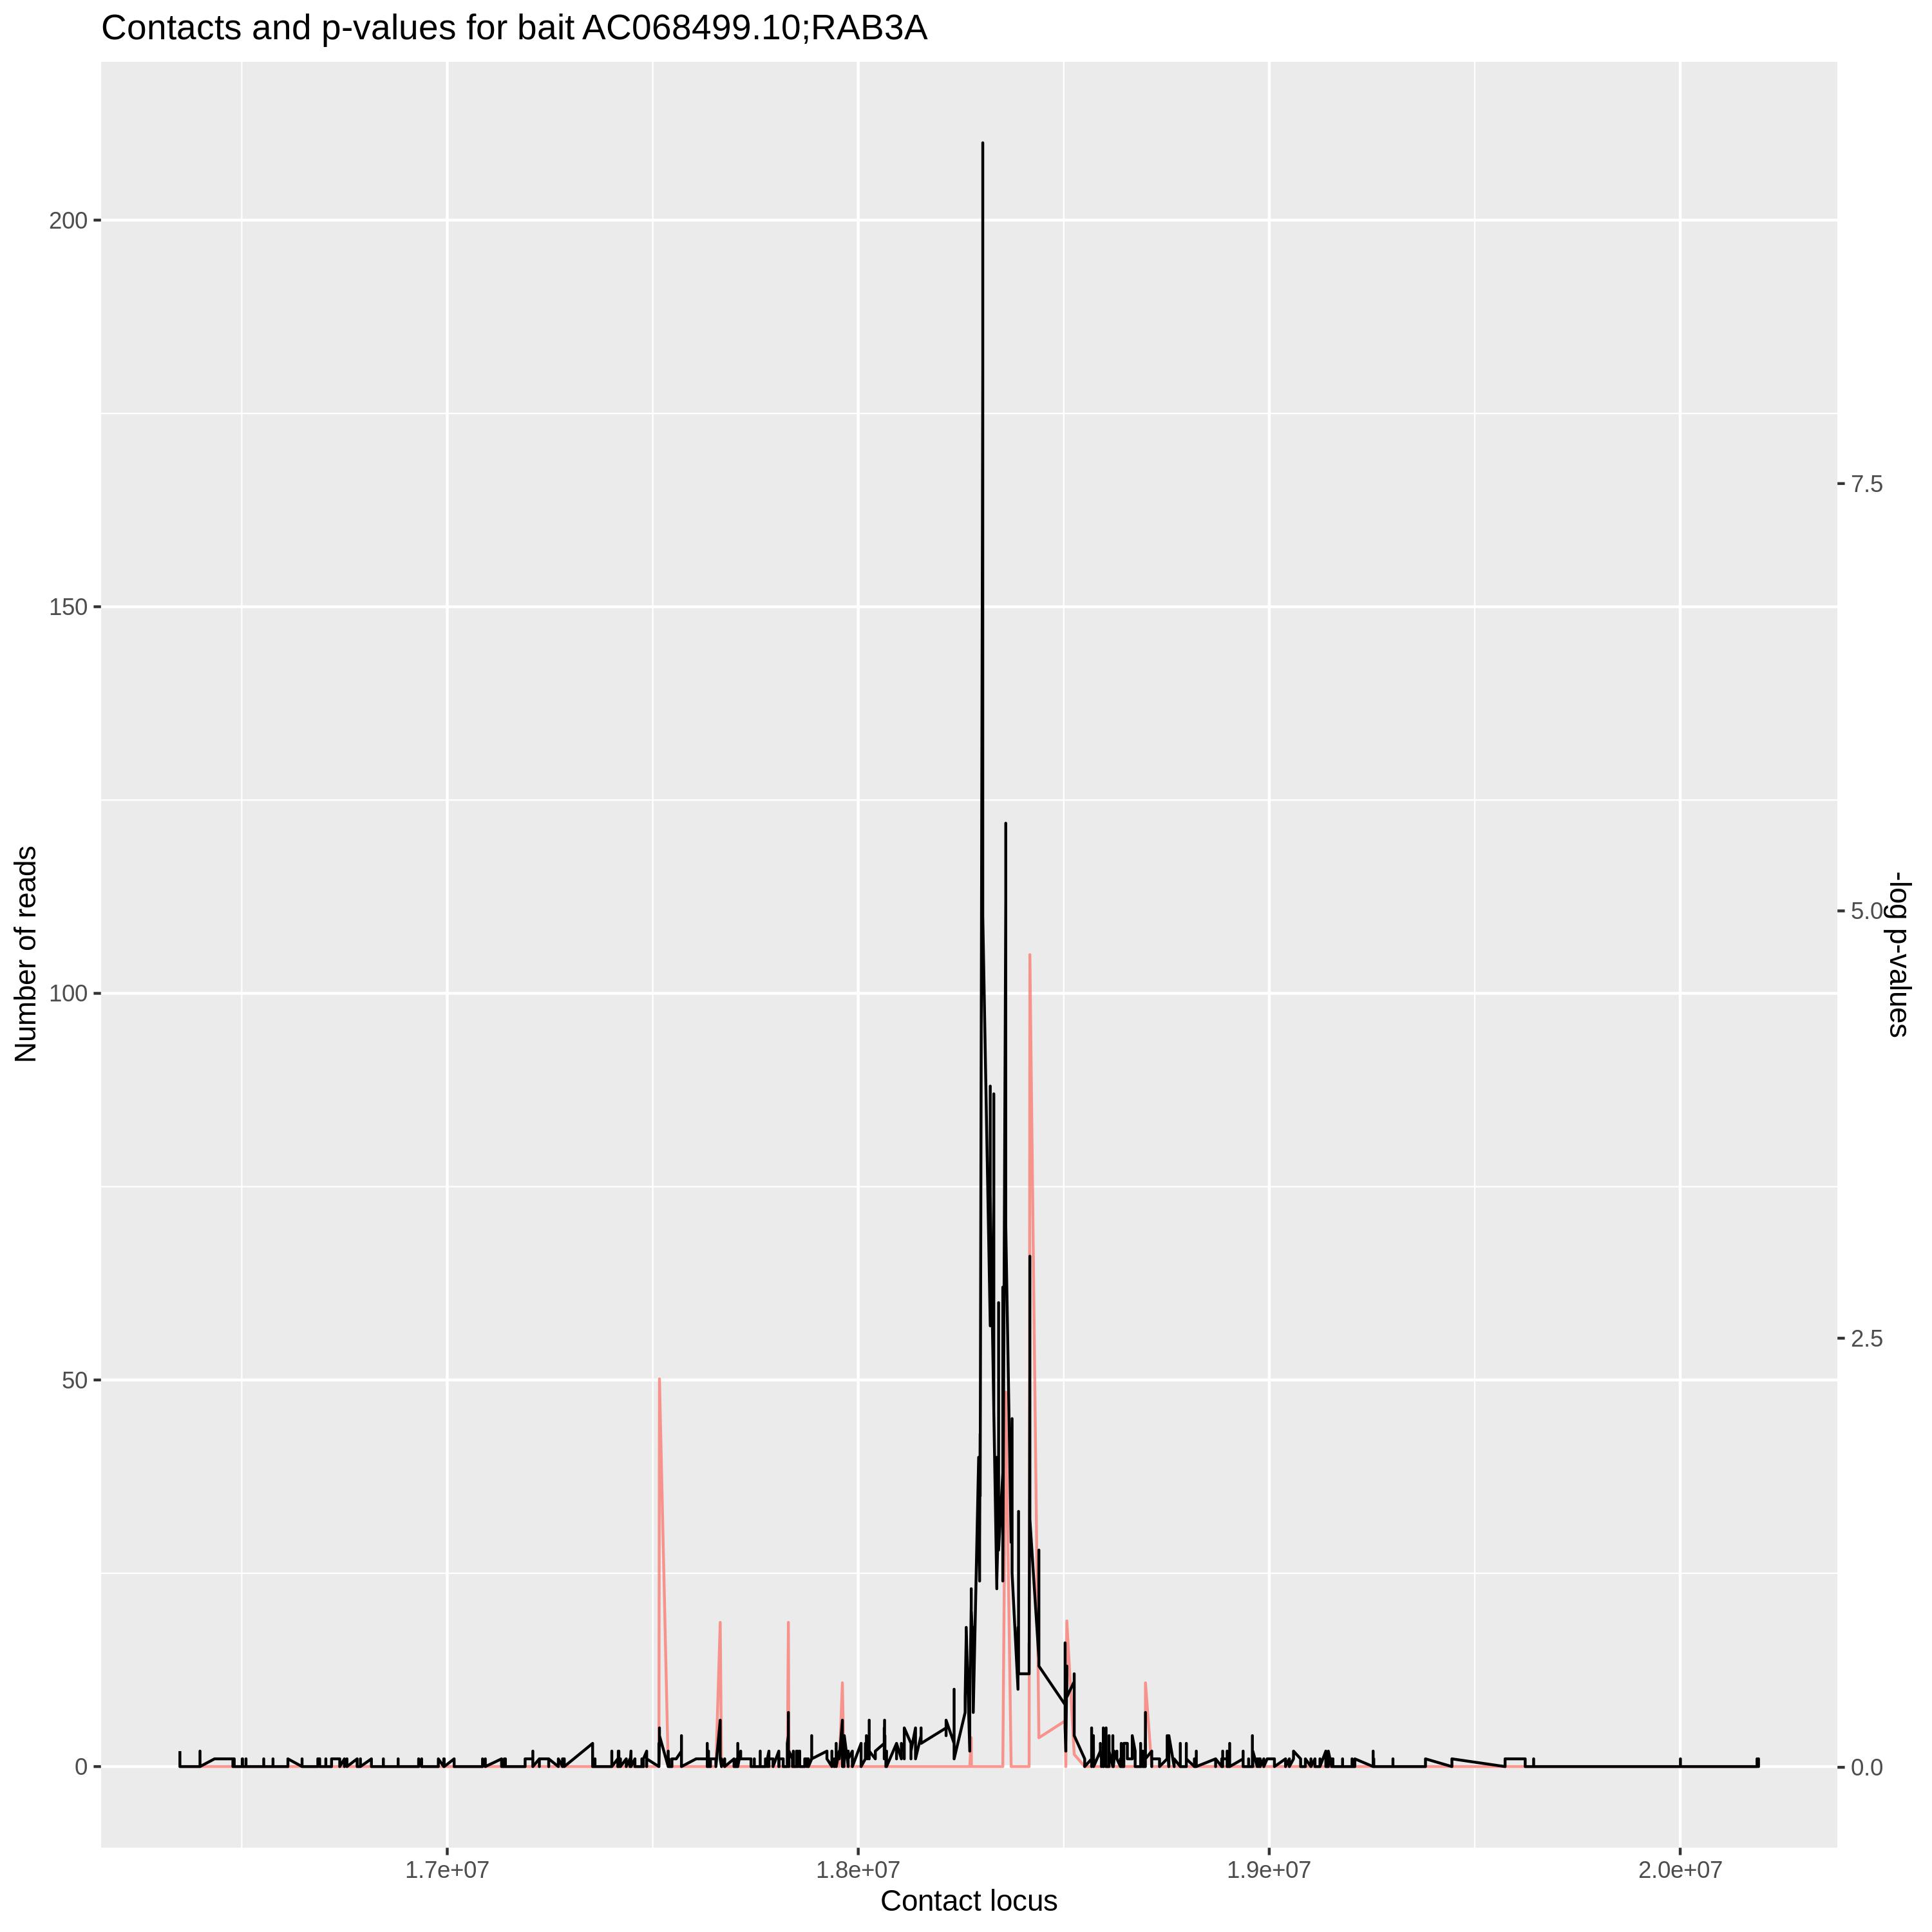 Contacts and p-values for bait AC068499.10;RAB3A
Number of reads
200
150
100
50
0
7.5
5.0
2.5
0.0
-log p-values
1.7e+07
1.8e+07
1.9e+07
2.0e+07
Contact locus